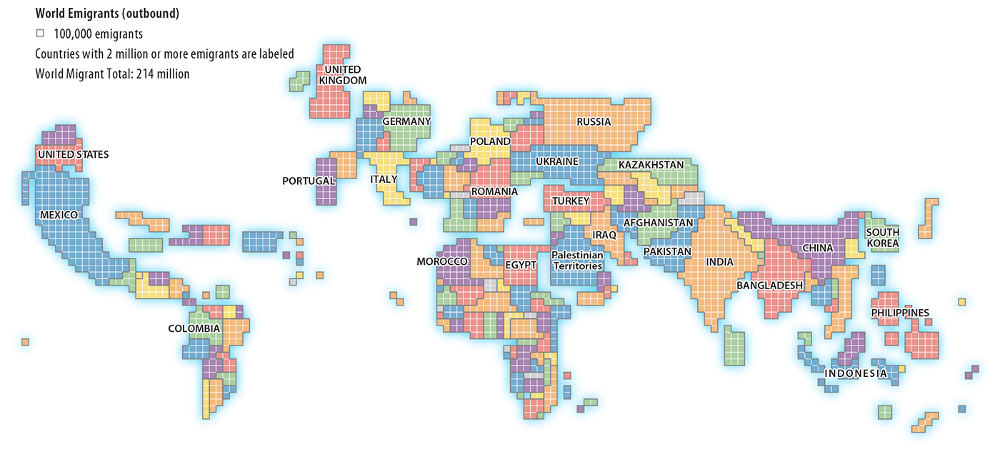 World Emigrants (outbound)
100,000 emigrants
Countries with 2 million or more emigrants are labeled
World Migrant Total: 214 million
UNITED
KINGDOM
GERMANY
RUSSIA
POLAND
UNITED STATES
UKRAINE
KAZAKHSTAN
PORTUGAL
ITALY
ROMANIA
TURKEY
MEXICO
AFGHANISTAN
IRAQ
SOUTH
KOREA
CHINA
PAKISTAN
MOROCCO
EGYPT
Palestinian
Territories
INDIA
BANGLADESH
PHILIPPINES
COLOMBIA
INDONESIA